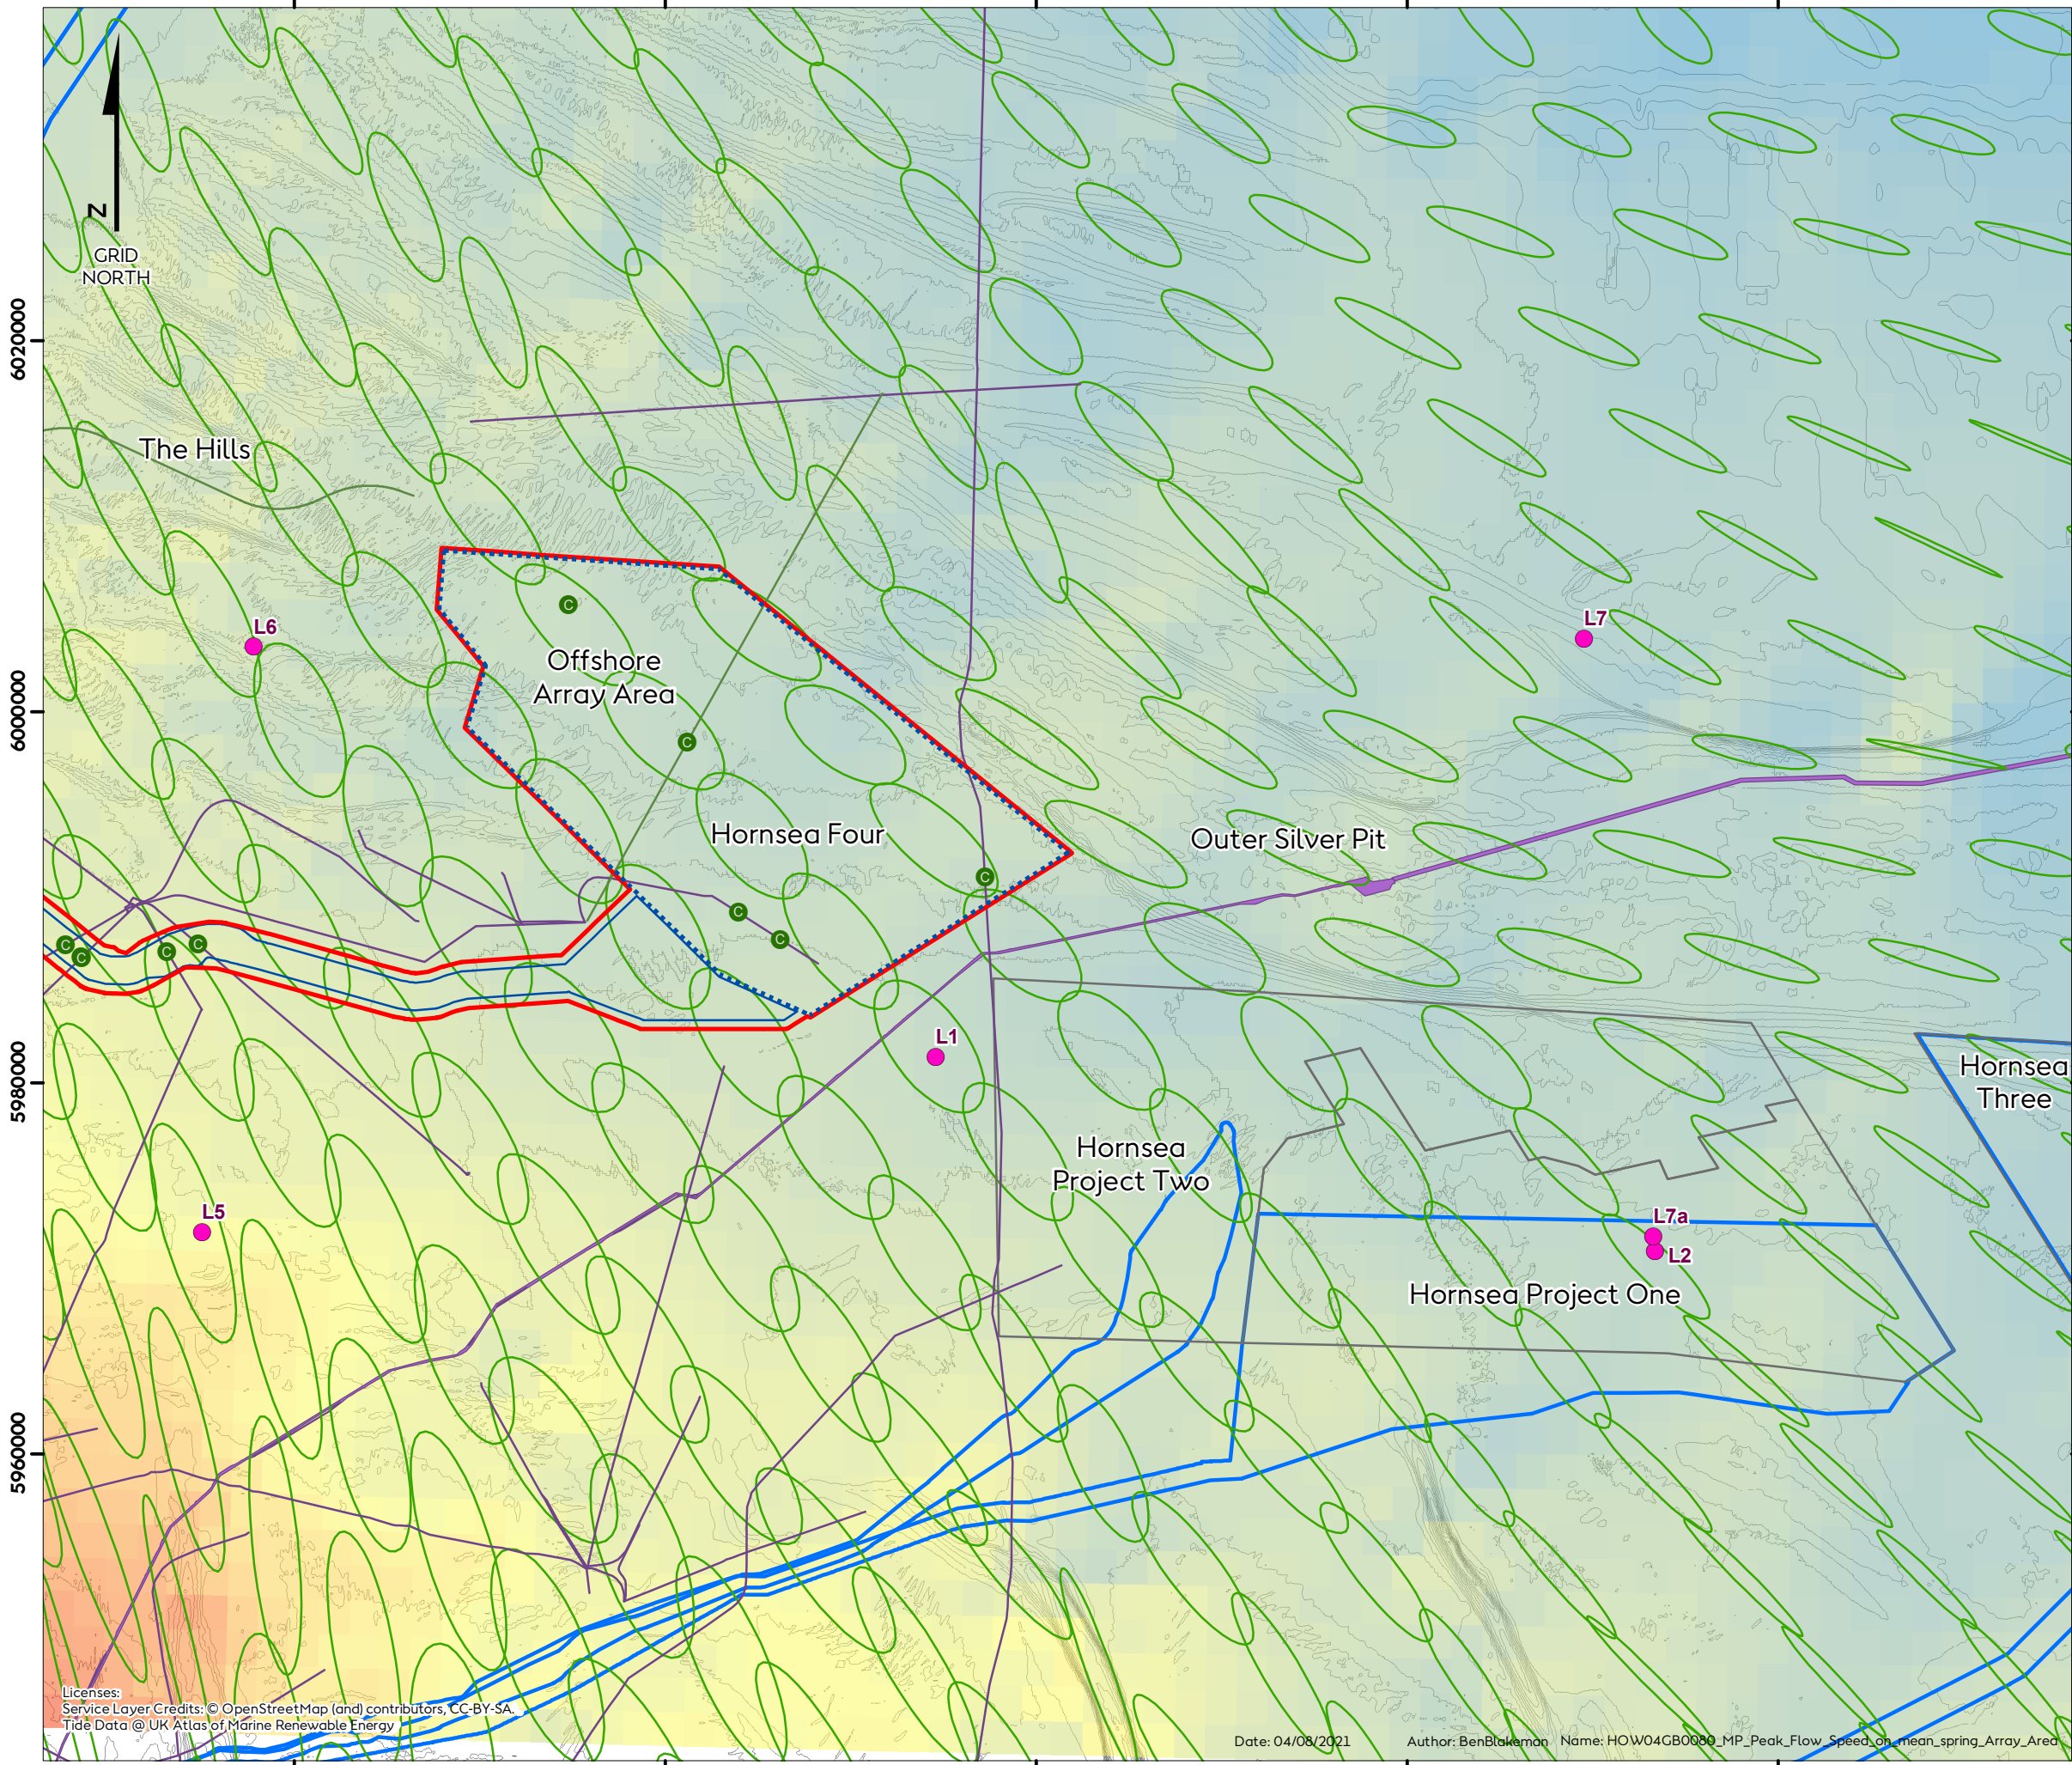 N
GRID
NORTH
6020000
The Hills
L6
L7
Offshore
Array Area
6000000
Hornsea Four
Outer Silver Pit
C
C
C
C
C
C
C
C
C
L1
5980000
Hornsea
Three
Hornsea
Project Two
L5
L7a
L2
Hornsea Project One
5960000
Licenses:
Service Layer Credits: © OpenStreetMap (and) contributors, CC-BY-SA.
Tide Data @ UK Atlas of Marine Renewable Energy
Date: 04/08/2021 Author: BenBlakeman Name: HOW04GB0080_MP_Peak_Flow_Speed_on_mean_spring_Array_Area